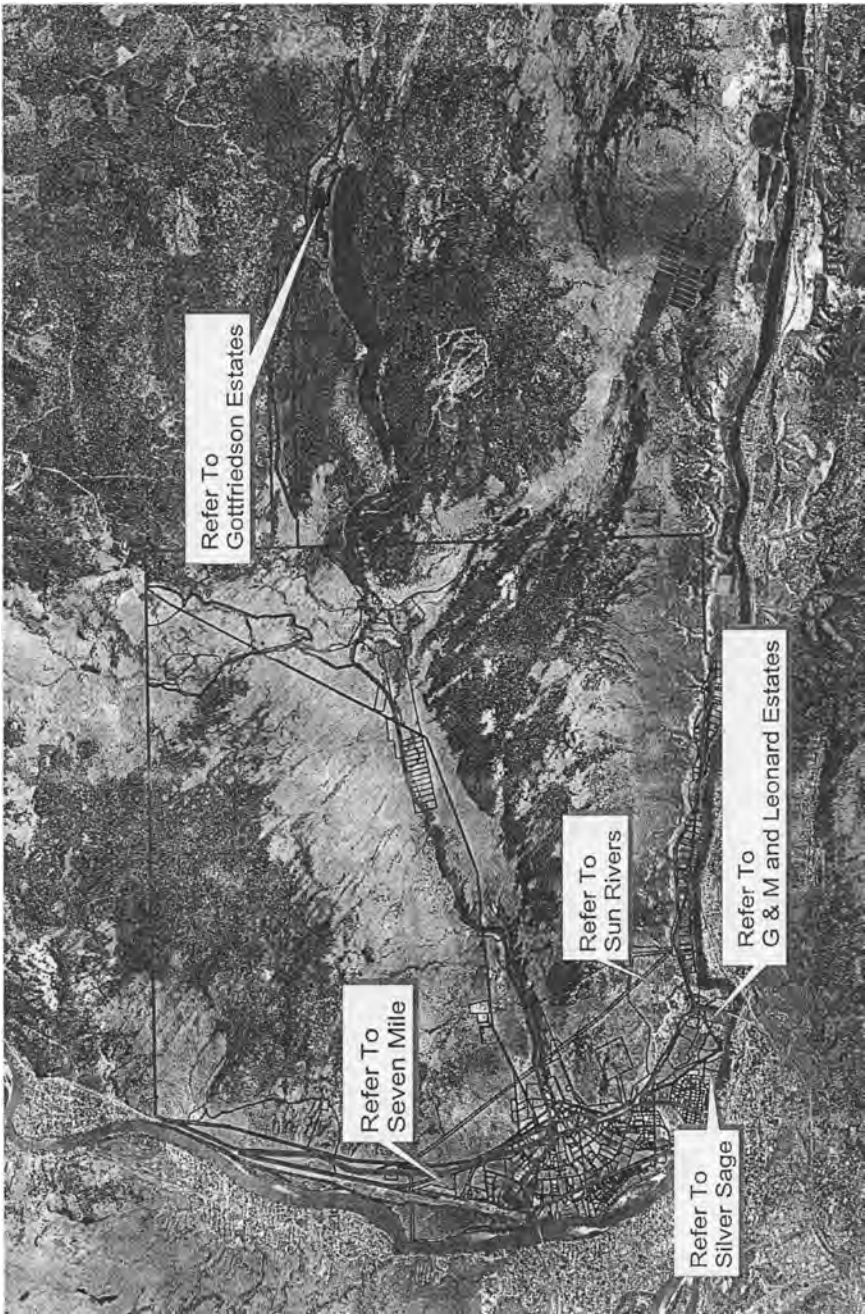 Refer To
Gottfriedson Estates
Refer To
Seven Mile
Refer To
Sun Rivers
Refer To
G & M and Leonard Estates
Refer To
Silver Sage